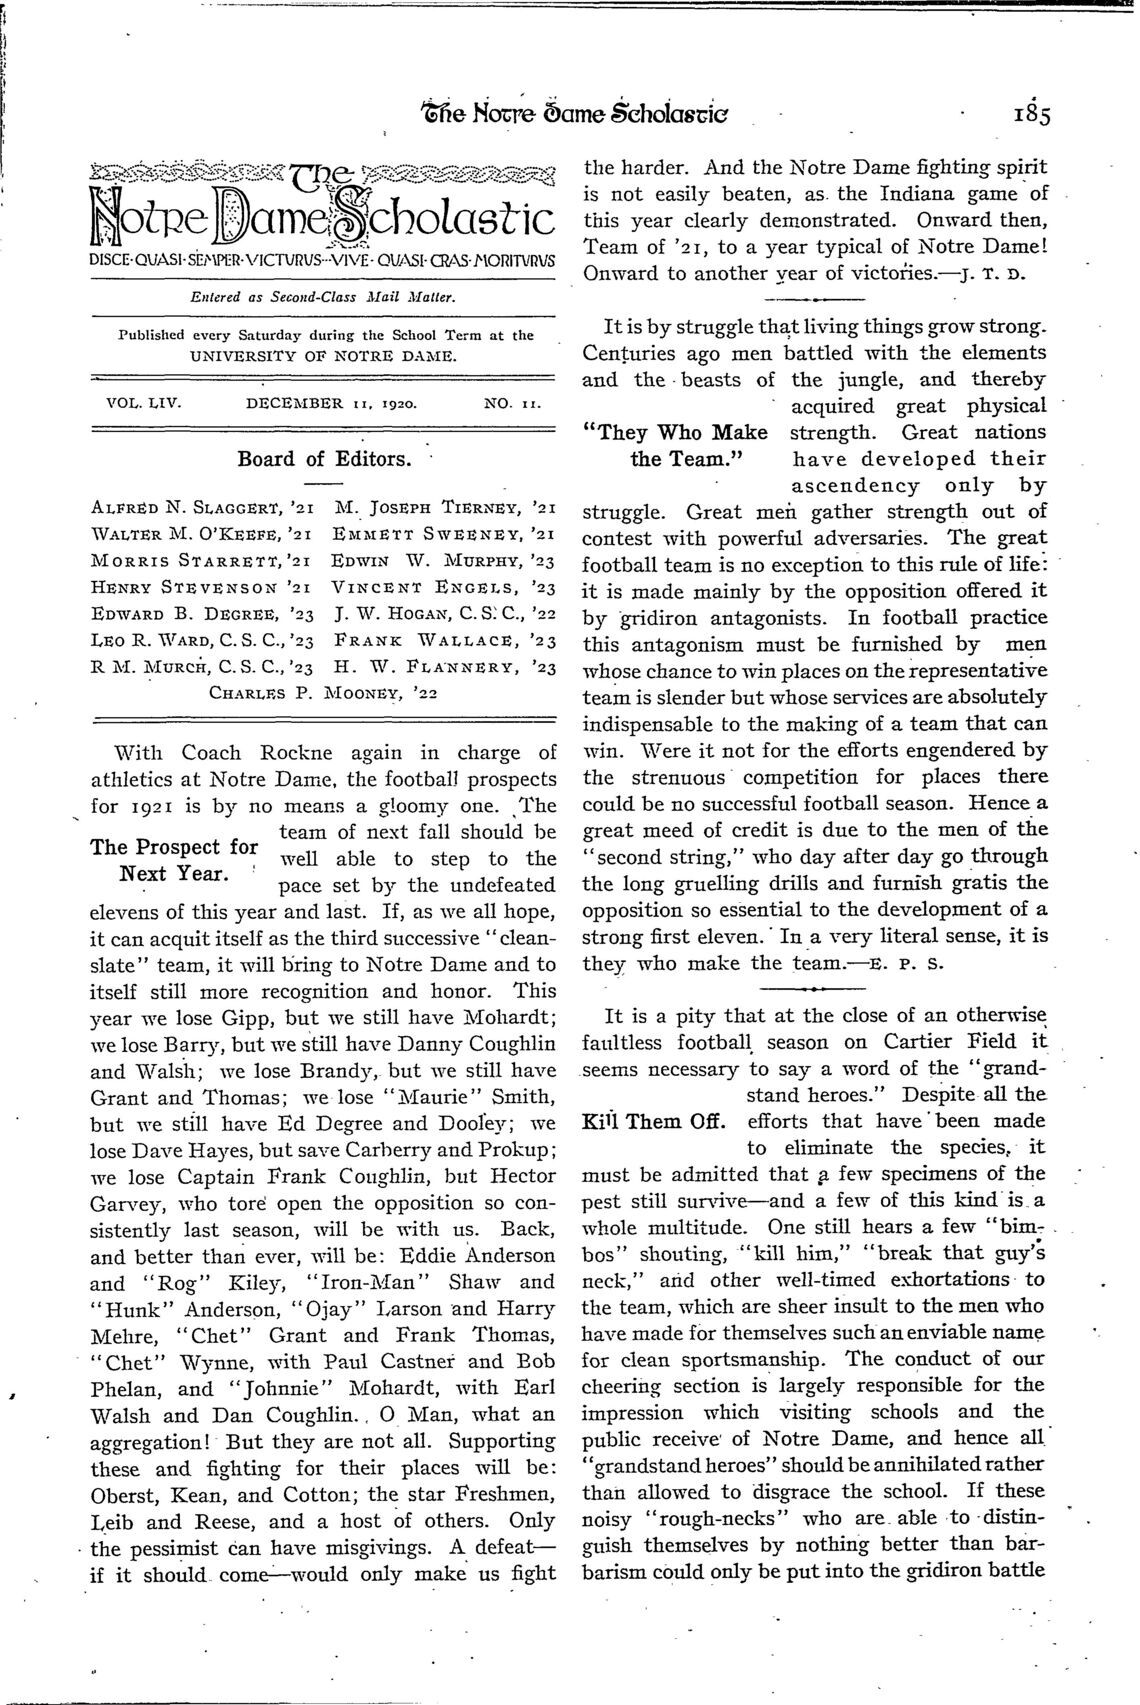 The Notre Dame Scholastic
185
The
Notre Dame Scholastic
DISCE·QUASI·SEMPER·VICTURUS--VIVE·QUASI·CRAS·MORITVRVS
Entered as Second-Class Mail Matter.
Published every Saturday during the School Term at the
UNIVERSITY OF NOTRE DAME.
VOL. LIV. DECEMBER 11, 1920. NO. 11.
Board of Editors.
ALFRED N. SLAGGERT, '21 M. JOSEPH TIERNEY, '21
WALTER M. O'KEEFE, '21 EMMETT SWEENEY, '21
MORRIS STARRETT, '21 EDWIN W. MURPHY, '23
HENRY STEVENSON '21 VINCENT ENGELS, '23
EDWARD B. DEGREE, '23 J. W. HOGAN, C. S. C., '22
LEO R. WARD, C. S. C., '23 FRANK WALLACE, '23
R M. MURCH, C. S. C., '23 H. W. FLANNERY, '23
CHARLES P. MOONEY, '22
With Coach Rockne again in charge of
athletics at Notre Dame, the football prospects
for 1921 is by no means a gloomy one. The
The Prospect for
Next Year.
team of next fall should be
well able to step to the
pace set by the undefeated
elevens of this year and last. If, as we all hope,
it can acquit itself as the third successive "clean-
slate" team, it will bring to Notre Dame and to
itself still more recognition and honor. This
year we lose Gipp, but we still have Mohardt;
we lose Barry, but we still have Danny Coughlin
and Walsh; we lose Brandy, but we still have
Grant and Thomas; we lose "Maurie" Smith,
but we still have Ed Degree and Dooley; we
lose Dave Hayes, but save Carberry and Prokup;
we lose Captain Frank Coughlin, but Hector
Garvey, who tore open the opposition so con-
sistently last season, will be with us. Back,
and better than ever, will be: Eddie Anderson
and "Rog" Kiley, "Iron-Man" Shaw and
"Hunk" Anderson, "Ojay" Larson and Harry
Mehre, "Chet" Grant and Frank Thomas,
"Chet" Wynne, with Paul Castner and Bob
Phelan, and "Johnnie" Mohardt, with Earl
Walsh and Dan Coughlin. O Man, what an
aggregation! But they are not all. Supporting
these and fighting for their places will be:
Oberst, Kean, and Cotton; the star Freshmen,
Leib and Reese, and a host of others. Only
the pessimist can have misgivings. A defeat—
if it should come—would only make us fight
the harder. And the Notre Dame fighting spirit
is not easily beaten, as the Indiana game of
this year clearly demonstrated. Onward then,
Team of '21, to a year typical of Notre Dame!
Onward to another year of victories.—J. T. D.
It is by struggle that living things grow strong.
Centuries ago men battled with the elements
and the beasts of the jungle, and thereby
"They Who Make
the Team."
acquired great physical
strength. Great nations
have developed their
ascendency only by
struggle. Great men gather strength out of
contest with powerful adversaries. The great
football team is no exception to this rule of life:
it is made mainly by the opposition offered it
by gridiron antagonists. In football practice
this antagonism must be furnished by men
whose chance to win places on the representative
team is slender but whose services are absolutely
indispensable to the making of a team that can
win. Were it not for the efforts engendered by
the strenuous competition for places there
could be no successful football season. Hence a
great meed of credit is due to the men of the
"second string," who day after day go through
the long gruelling drills and furnish gratis the
opposition so essential to the development of a
strong first eleven. In a very literal sense, it is
they who make the team.—E. P. S.
It is a pity that at the close of an otherwise
faultless football season on Cartier Field it
seems necessary to say a word of the "grand-
Kill Them Off.
stand heroes." Despite all the
efforts that have been made
to eliminate the species, it
must be admitted that a few specimens of the
pest still survive—and a few of this kind is a
whole multitude. One still hears a few "bim-
bos" shouting, "kill him," "break that guy's
neck," and other well-timed exhortations to
the team, which are sheer insult to the men who
have made for themselves such an enviable name
for clean sportsmanship. The conduct of our
cheering section is largely responsible for the
impression which visiting schools and the
public receive of Notre Dame, and hence all
"grandstand heroes" should be annihilated rather
than allowed to disgrace the school. If these
noisy "rough-necks" who are able to distin-
guish themselves by nothing better than bar-
barism could only be put into the gridiron battle